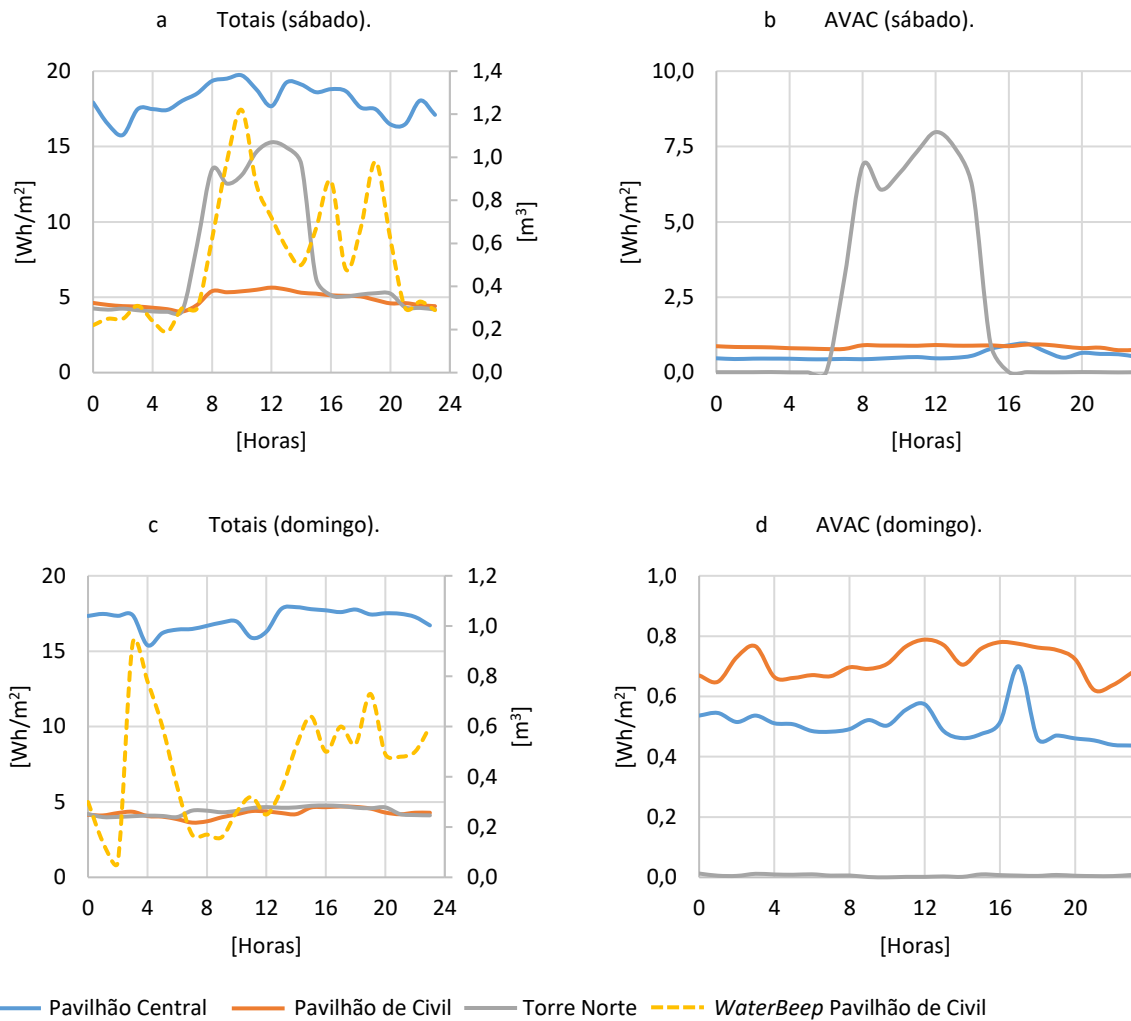 a Totais (sábado).
20
15
10
5
0
[Wh/m²]
1,4
1,2
1,0
0,8
0,6
0,4
0,2
0,0
[m³]
0 4 8 12 16 20 24
[Horas]
b AVAC (sábado).
10,0
7,5
5,0
2,5
0,0
[Wh/m²]
0 4 8 12 16 20
[Horas]
c Totais (domingo).
20
15
10
5
0
[Wh/m²]
1,2
1,0
0,8
0,6
0,4
0,2
0,0
[m³]
0 4 8 12 16 20 24
[Horas]
d AVAC (domingo).
1,0
0,8
0,6
0,4
0,2
0,0
[Wh/m²]
0 4 8 12 16 20
[Horas]
Pavilhão Central Pavilhão de Civil Torre Norte WaterBeep Pavilhão de Civil